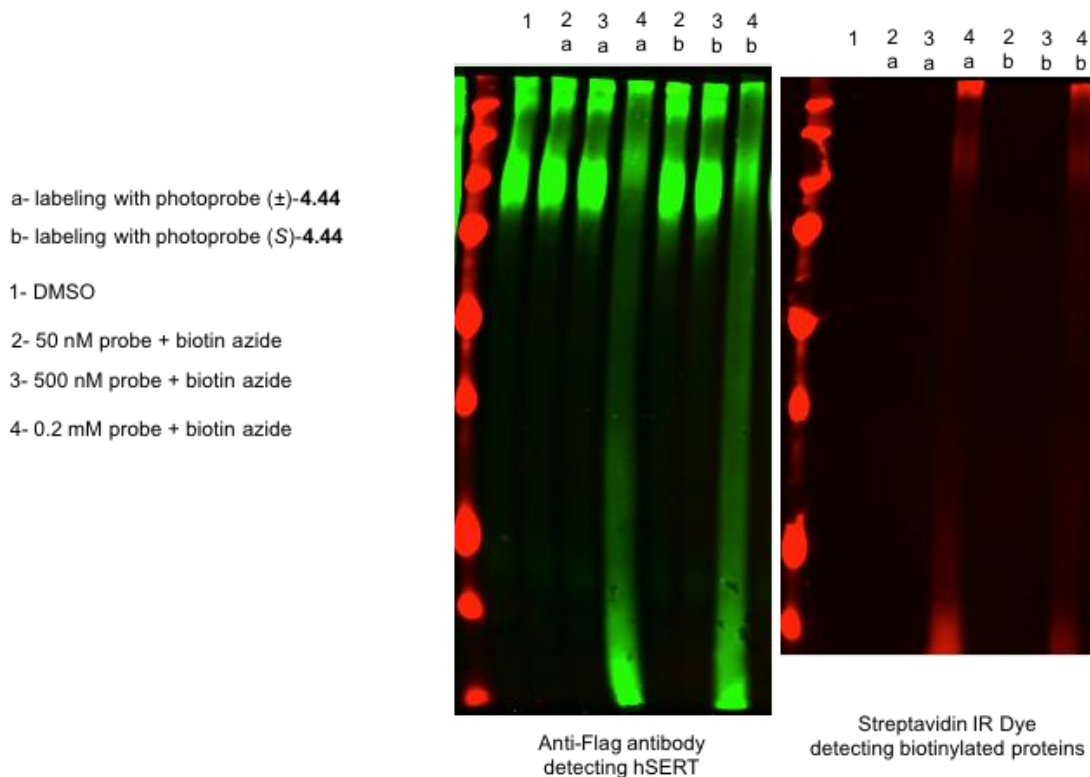 1 2 3 4 2 3 4
a a a b b b
1 2 3 4 2 3 4
a a a b b b
a- labeling with photoprobe (±)-4.44
b- labeling with photoprobe (S)-4.44
1- DMSO
2- 50 nM probe + biotin azide
3- 500 nM probe + biotin azide
4- 0.2 mM probe + biotin azide
Anti-Flag antibody
detecting hSERT
Streptavidin IR Dye
detecting biotinylated proteins